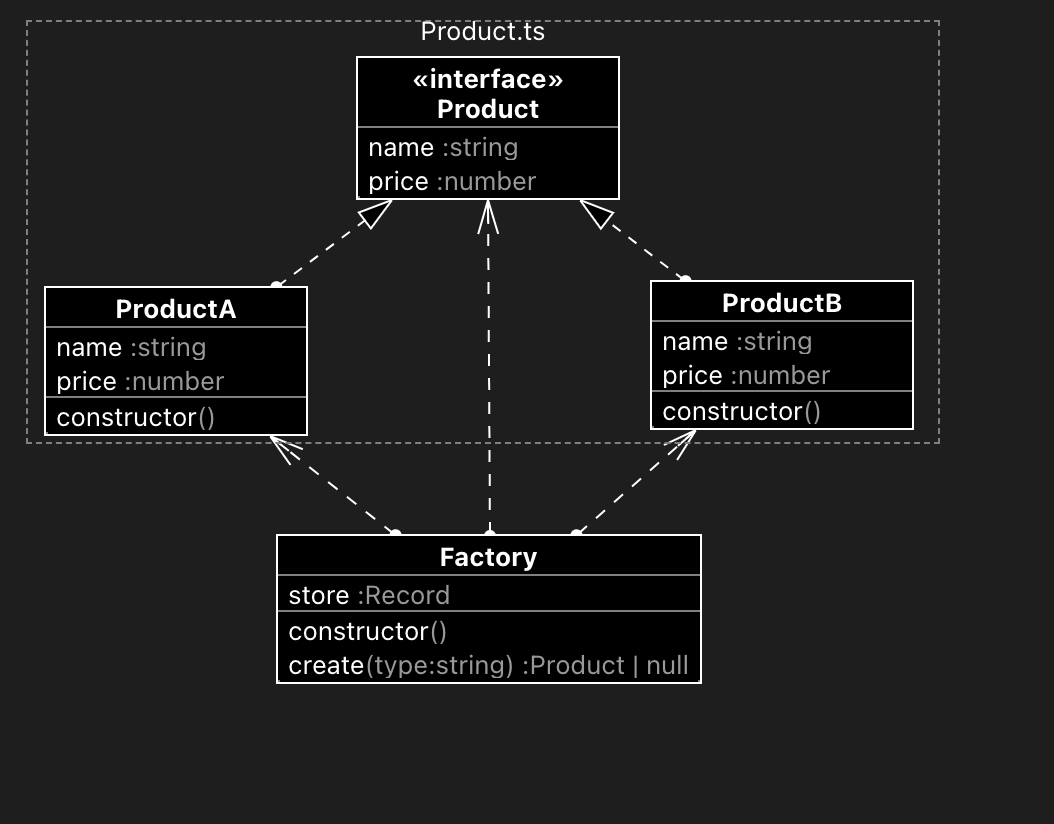 Product.ts
«interface»
Product
name :string
price :number
ProductA
name :string
price :number
constructor()
ProductB
name :string
price :number
constructor()
Factory
store :Record
constructor()
create(type:string) :Product | null